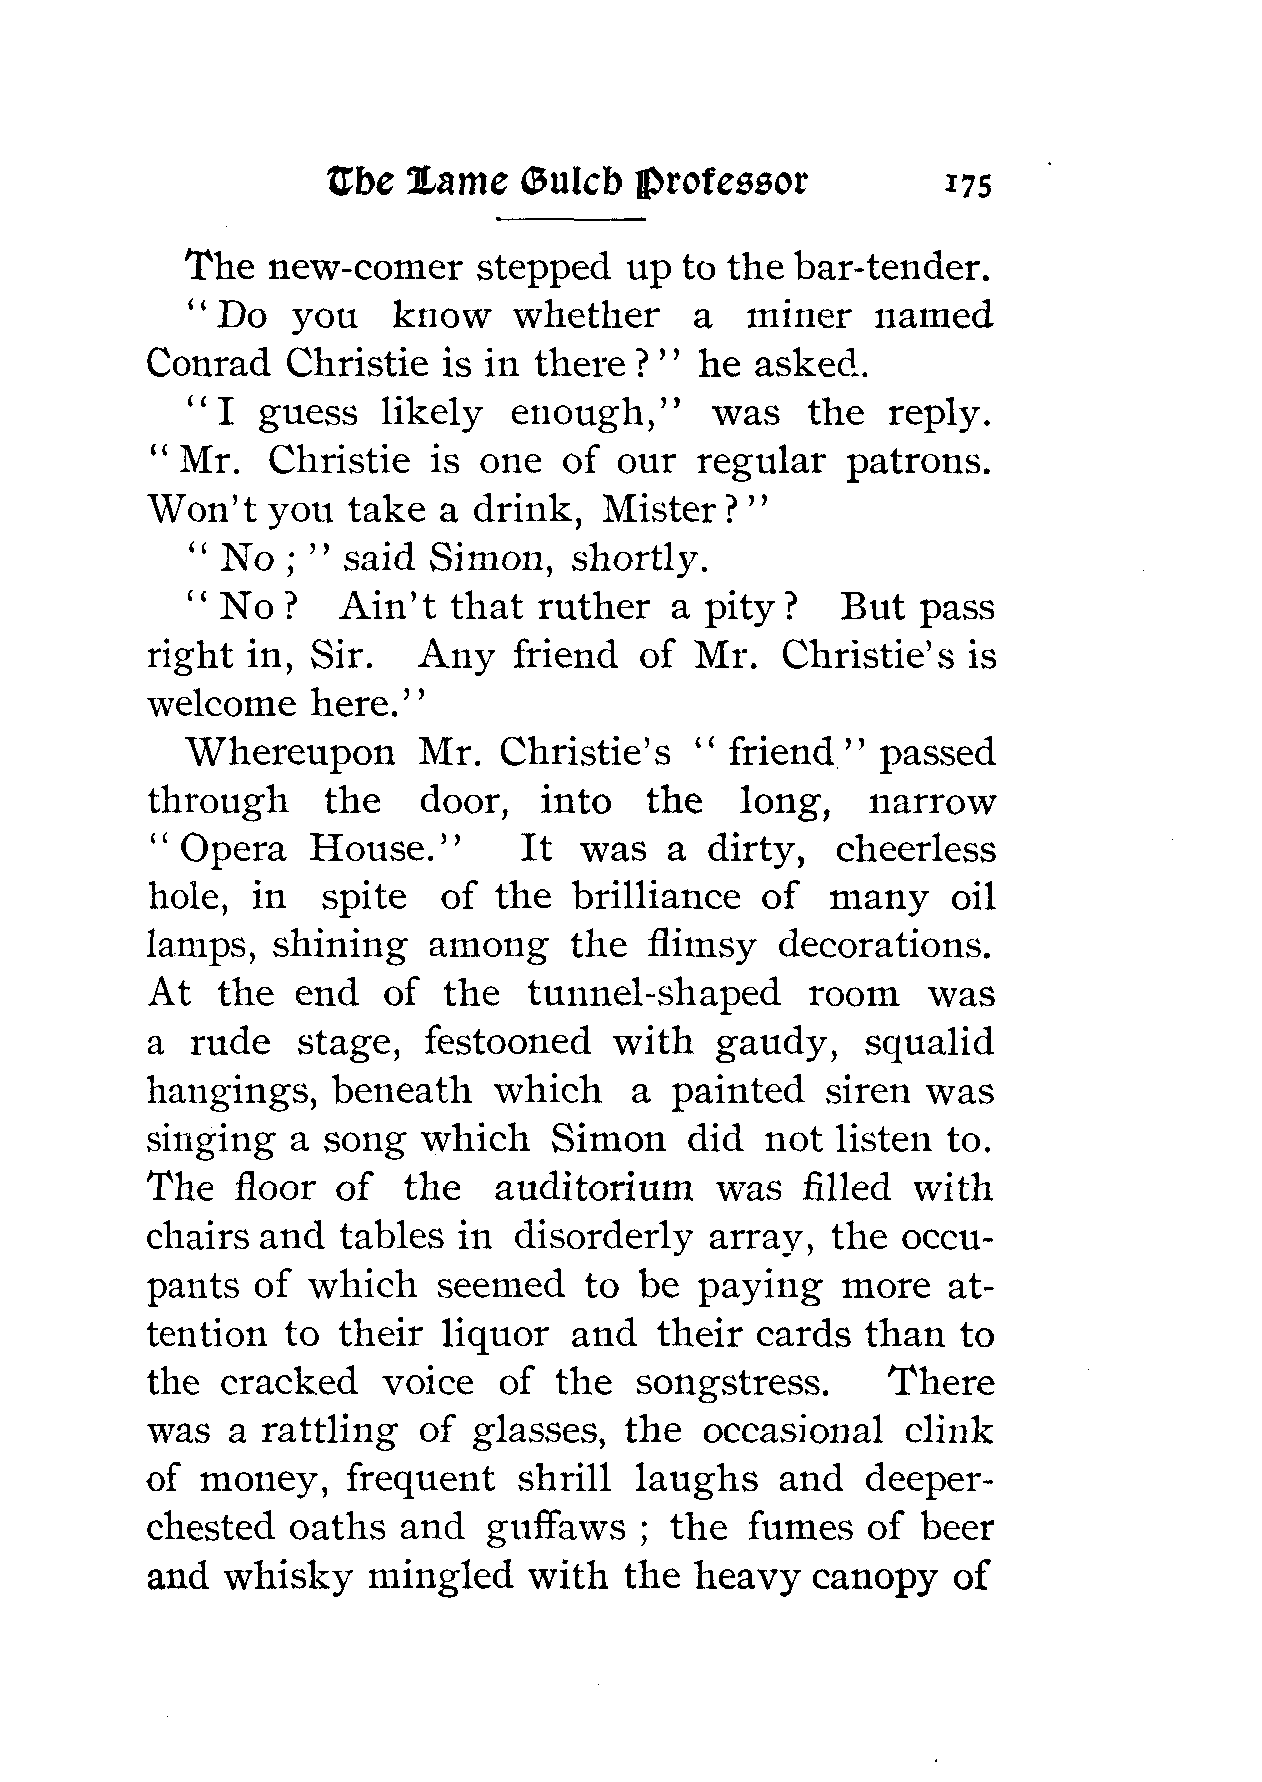 The Lame Gulch Professor 175
The new-comer stepped up to the bar-tender.
"Do you know whether a miner named
Conrad Christie is in there?" he asked.
"I guess likely enough," was the reply.
"Mr. Christie is one of our regular patrons.
Won't you take a drink, Mister?"
"No;" said Simon, shortly.
"No? Ain't that ruther a pity? But pass
right in, Sir. Any friend of Mr. Christie's is
welcome here."
Whereupon Mr. Christie's "friend" passed
through the door, into the long, narrow
"Opera House." It was a dirty, cheerless
hole, in spite of the brilliance of many oil
lamps, shining among the flimsy decorations.
At the end of the tunnel-shaped room was
a rude stage, festooned with gaudy, squalid
hangings, beneath which a painted siren was
singing a song which Simon did not listen to.
The floor of the auditorium was filled with
chairs and tables in disorderly array, the occu-
pants of which seemed to be paying more at-
tention to their liquor and their cards than to
the cracked voice of the songstress. There
was a rattling of glasses, the occasional clink
of money, frequent shrill laughs and deeper-
chested oaths and guffaws; the fumes of beer
and whisky mingled with the heavy canopy of